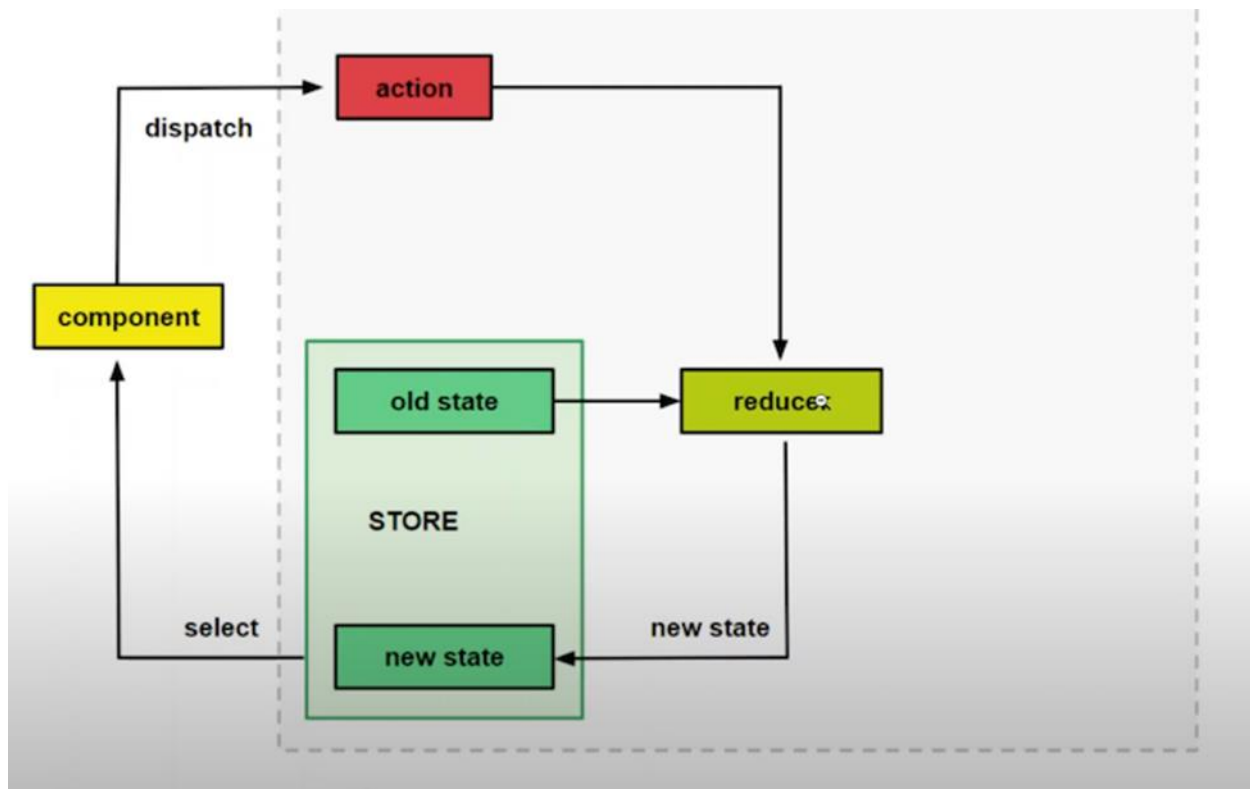 action
dispatch
component
old state
reducer
STORE
select
new state
new state